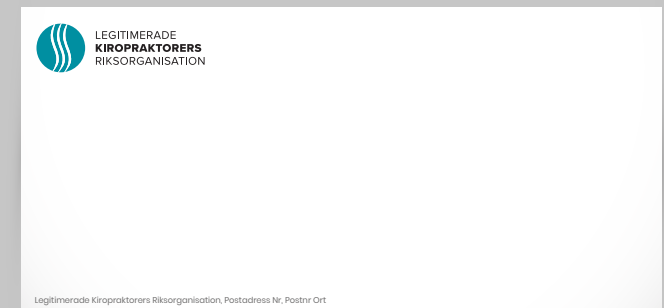 LEGITIMERADE
KIROPRAKTORERS
RIKSORGANISATION
Legitimerade Kiropraktorers Riksorganisation, Postadress Nr, Postnr Ort